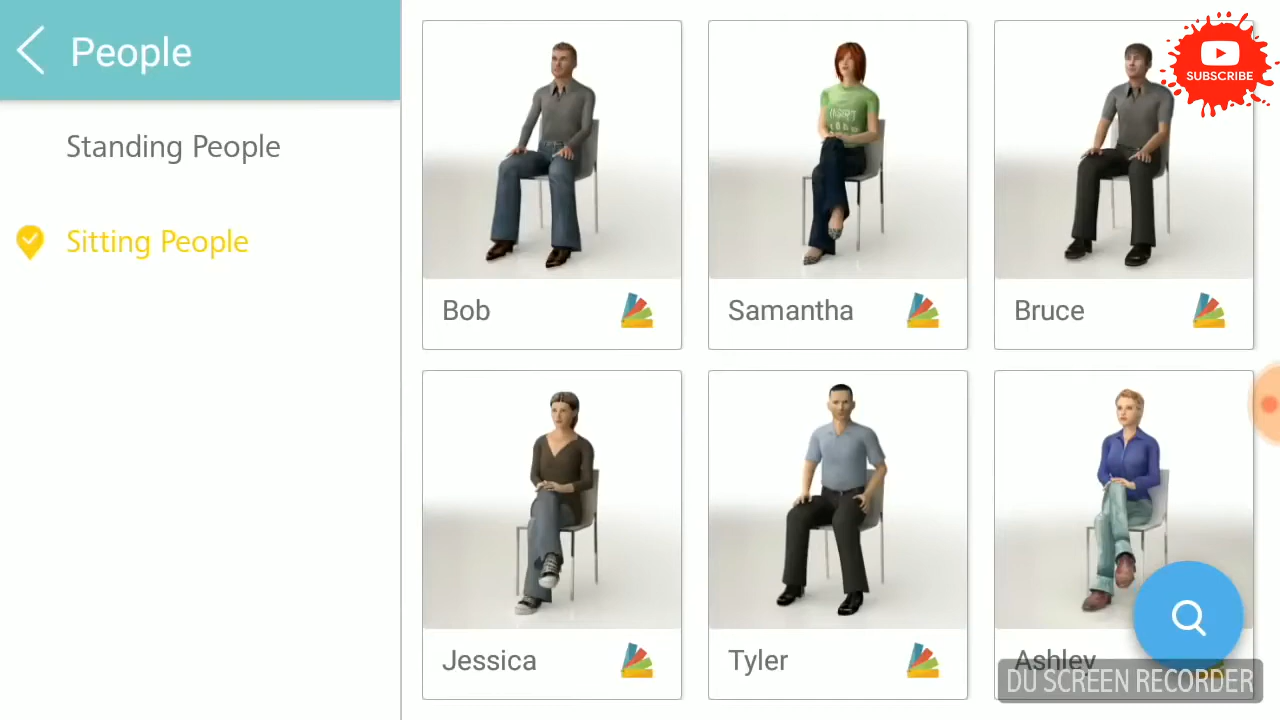 People
Standing People
Sitting People
SUBSCRIBE
Bob
Samantha
Bruce
Jessica
Tyler
Ashley
DU SCREEN RECORDER